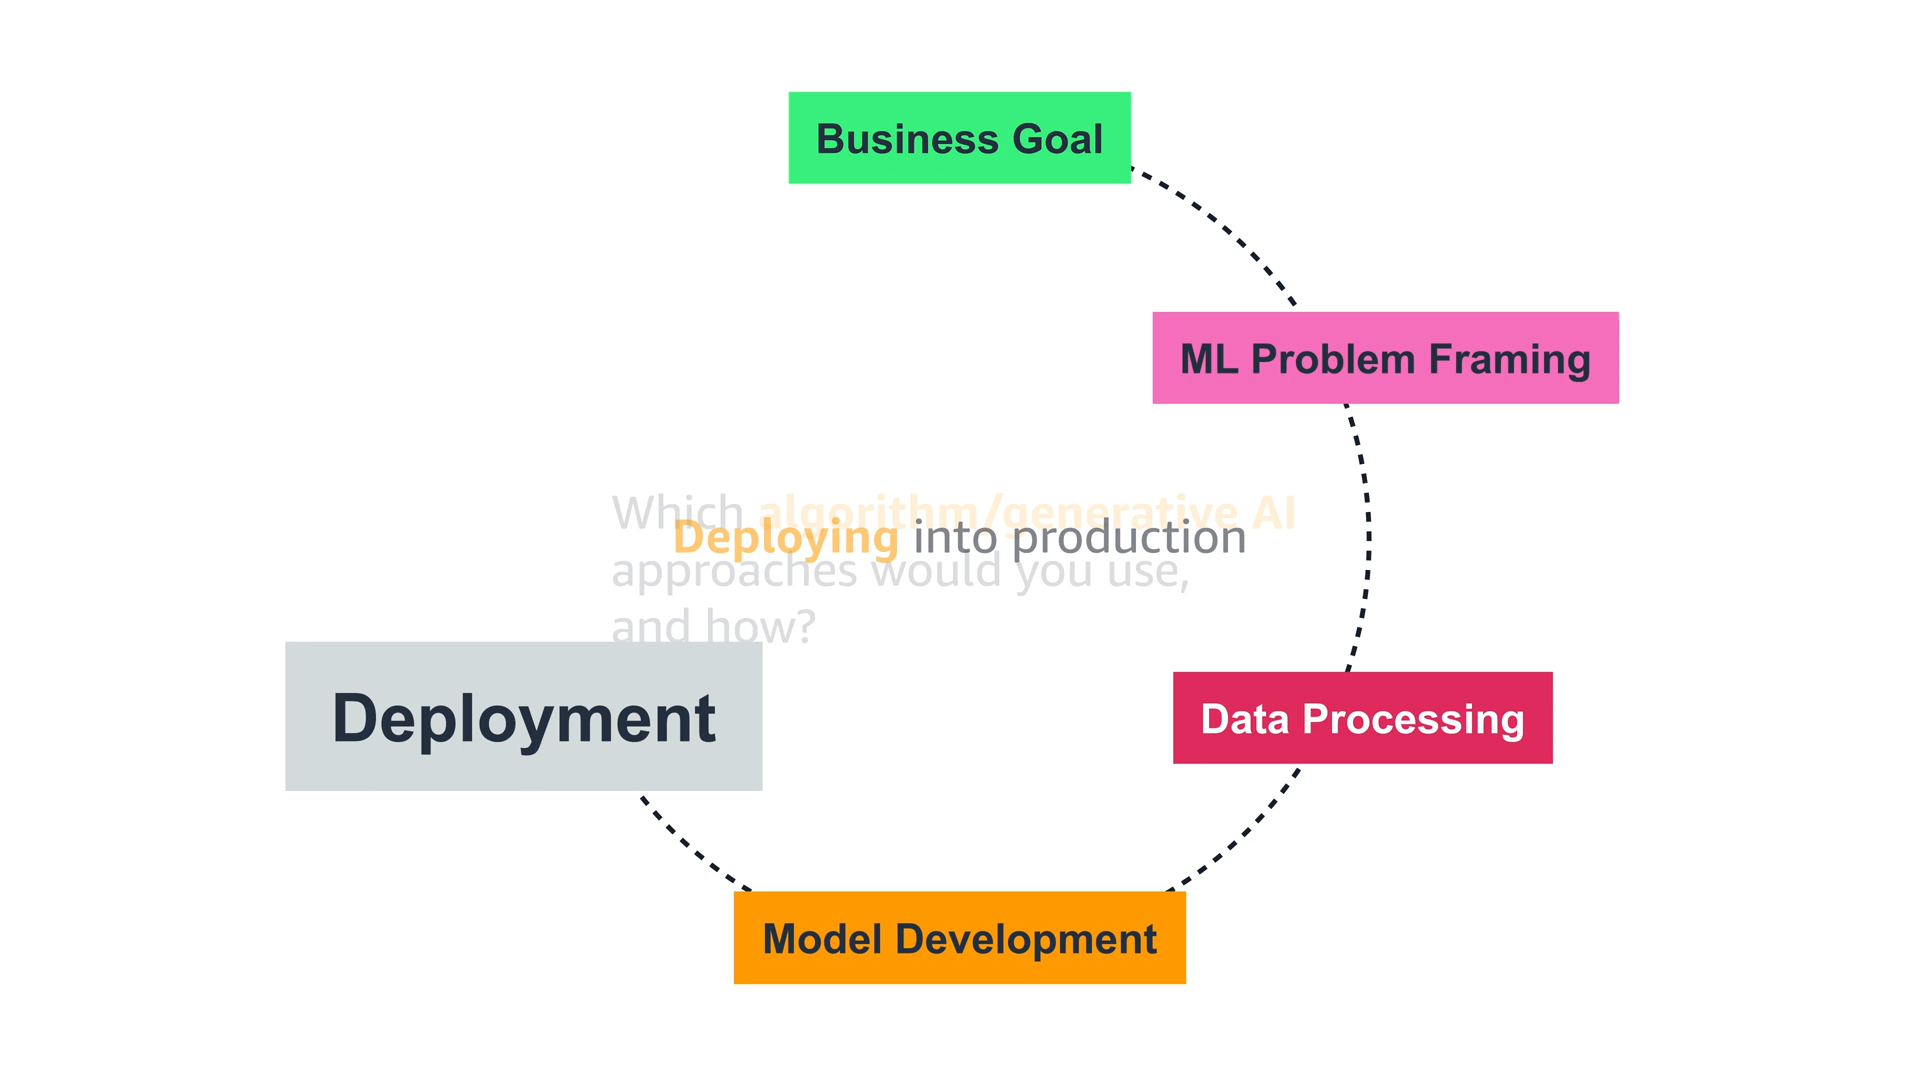 Business Goal
ML Problem Framing
Which algorithm/generative AI
approaches would you use,
and how?
Deploying into production
Deployment
Data Processing
Model Development